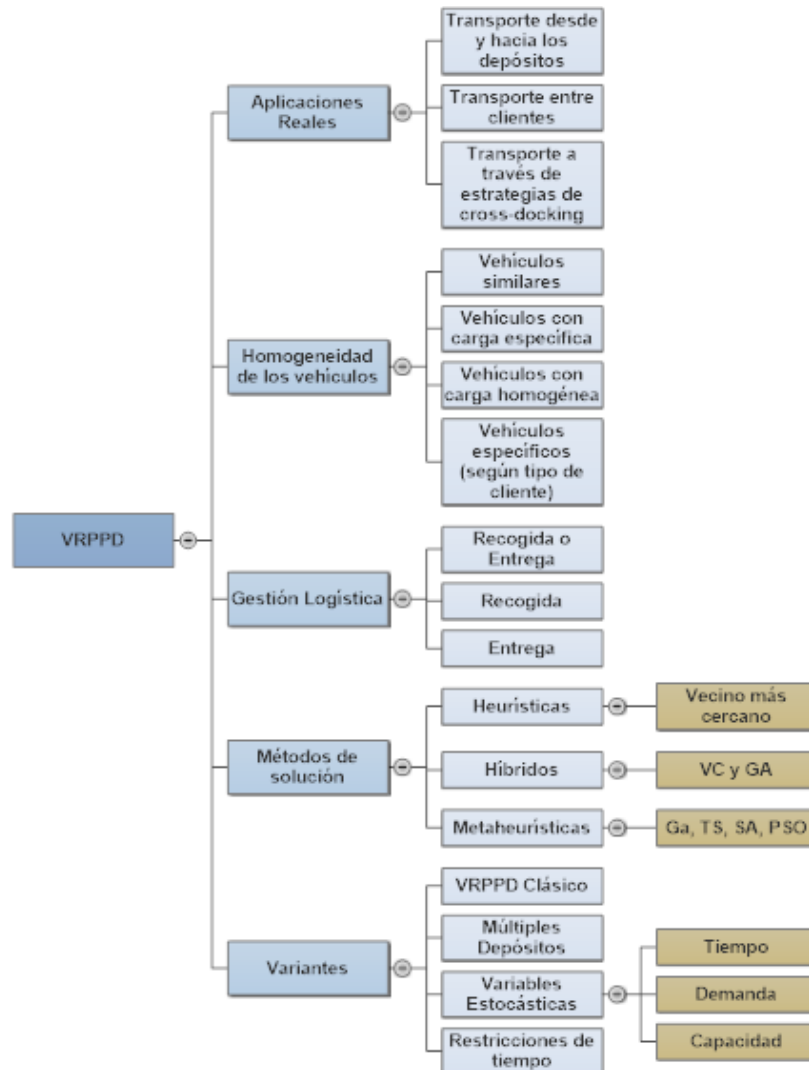 Transporte desde
y hacia los
depósitos
Aplicaciones
Reales
Transporte entre
clientes
Transporte a
través de
estrategias de
cross-docking
Vehículos
similares
Vehículos con
carga específica
Homogeneidad
de los vehículos
Vehículos con
carga homogénea
Vehículos
específicos
(según tipo de
cliente)
VRPPD
Recogida o
Entrega
Gestión Logística
Recogida
Entrega
Heurísticas
Vecino más
cercano
Métodos de
solución
Híbridos
VC y GA
Metaheurísticas
Ga, TS, SA, PSO
VRPPD Clásico
Múltiples
Depósitos
Variantes
Variables
Estocásticas
Tiempo
Demanda
Capacidad
Restricciones de
tiempo